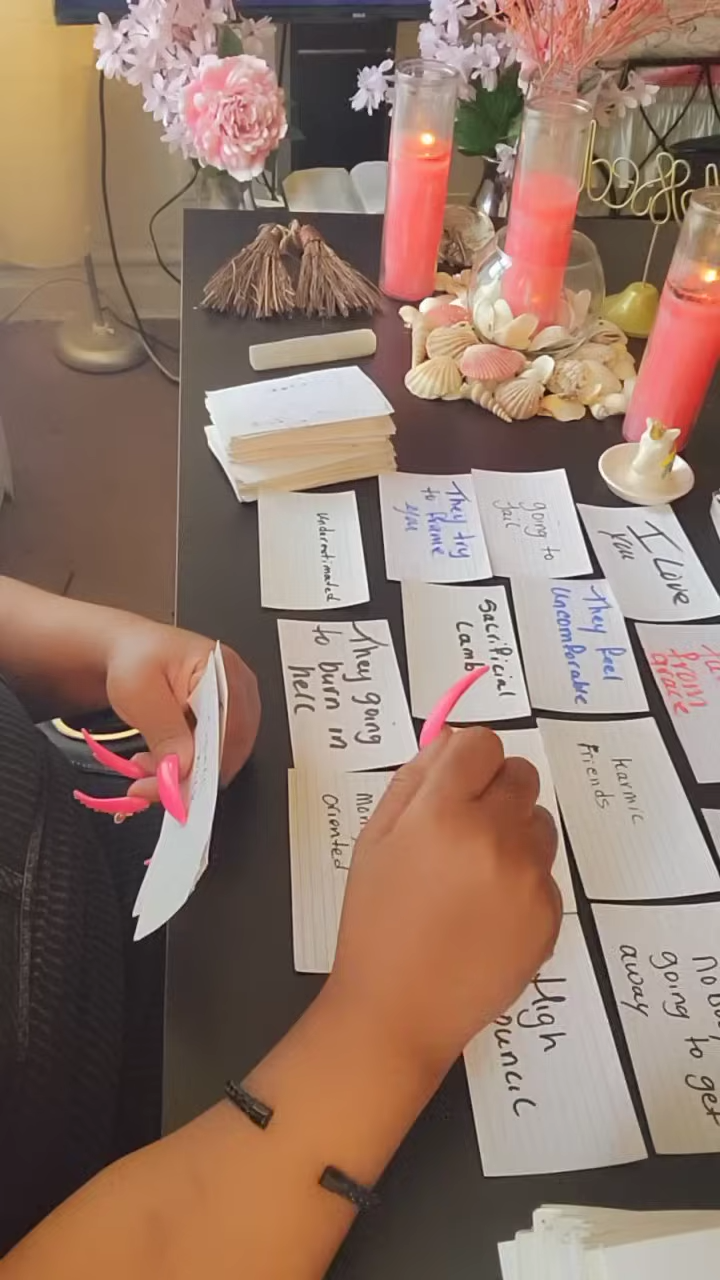 underestimated
They try
to frame
you
going to
jail
I Love
you
They going
to burn in
hell
Sacrificial
Lamb
They feel
Uncomforable
from
grace
oriented
karmic
friends
High
going to get
away